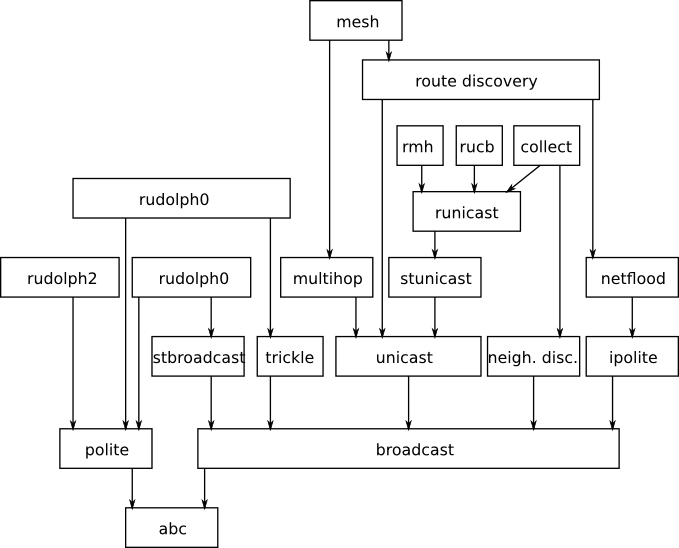 mesh
route discovery
rmh
rucb
collect
rudolph0
runicast
rudolph2
rudolph0
multihop
stunicast
netflood
stbroadcast
trickle
unicast
neigh. disc.
ipolite
polite
broadcast
abc